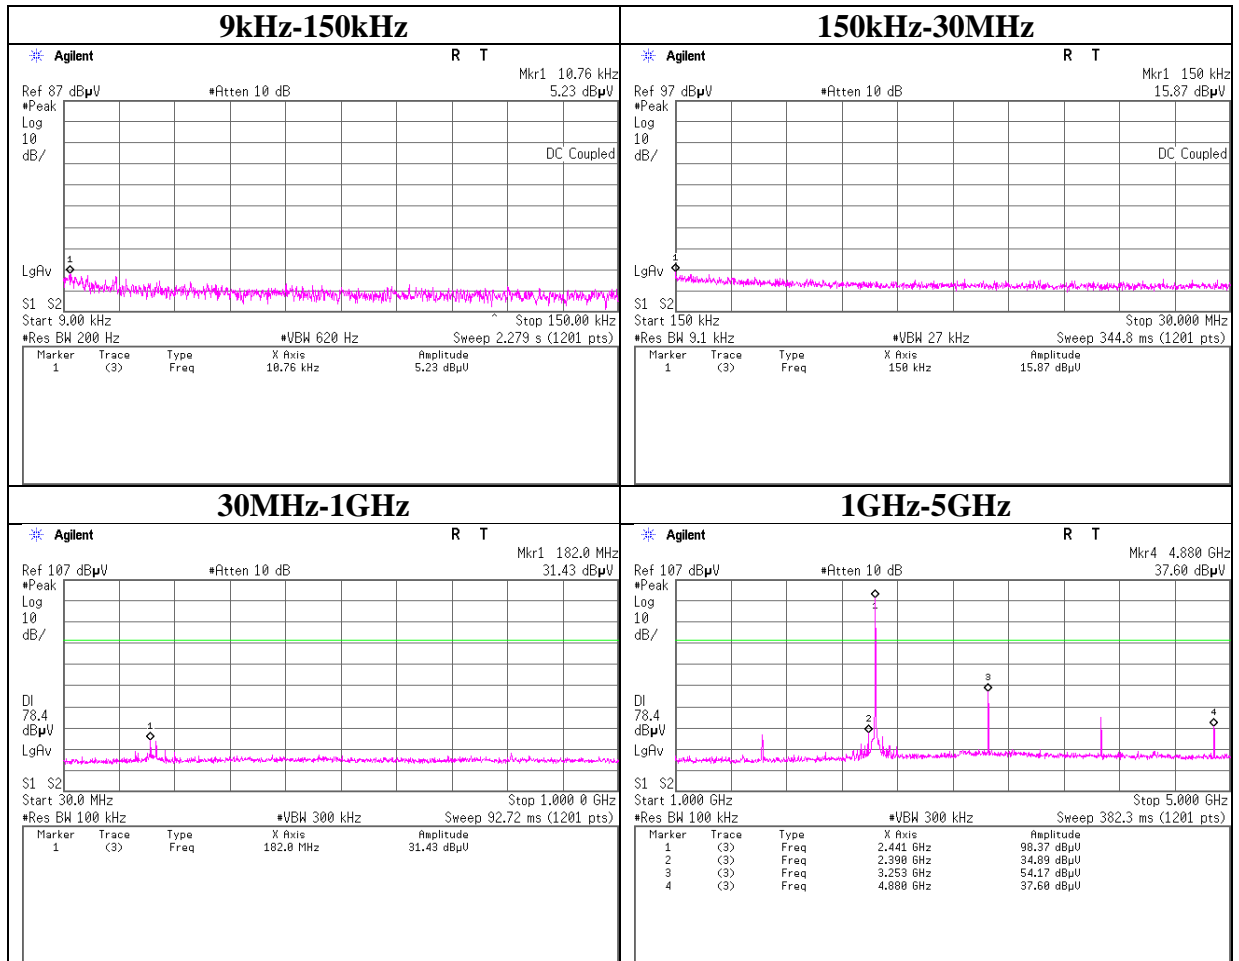 9kHz-150kHz
Agilent R T
Mkr1 10.76 kHz
Ref 87 dBµV #Atten 10 dB 5.23 dBµV
#Peak
Log
10
dB/
DC Coupled
1
LgAv
S1 S2
Start 9.00 kHz ^ Stop 150.00 kHz
#Res BW 200 Hz #VBW 620 Hz Sweep 2.279 s (1201 pts)
Marker Trace Type X Axis Amplitude
1 (3) Freq 10.76 kHz 5.23 dBµV
150kHz-30MHz
Agilent R T
Mkr1 150 kHz
Ref 97 dBµV #Atten 10 dB 15.87 dBµV
#Peak
Log
10
dB/
DC Coupled
1
LgAv
S1 S2
Start 150 kHz Stop 30.000 MHz
#Res BW 9.1 kHz #VBW 27 kHz Sweep 344.8 ms (1201 pts)
Marker Trace Type X Axis Amplitude
1 (3) Freq 150 kHz 15.87 dBµV
30MHz-1GHz
Agilent R T
Mkr1 182.0 MHz
Ref 107 dBµV #Atten 10 dB 31.43 dBµV
#Peak
Log
10
dB/
DI
78.4
dBµV
1
LgAv
S1 S2
Start 30.0 MHz Stop 1.000 0 GHz
#Res BW 100 kHz #VBW 300 kHz Sweep 92.72 ms (1201 pts)
Marker Trace Type X Axis Amplitude
1 (3) Freq 182.0 MHz 31.43 dBµV
1GHz-5GHz
Agilent R T
Mkr4 4.880 GHz
Ref 107 dBµV #Atten 10 dB 37.60 dBµV
#Peak
Log
10
dB/
1
3
DI
78.4
4
2
dBµV
LgAv
S1 S2
Start 1.000 GHz Stop 5.000 GHz
#Res BW 100 kHz #VBW 300 kHz Sweep 382.3 ms (1201 pts)
Marker Trace Type X Axis Amplitude
1 (3) Freq 2.441 GHz 98.37 dBµV
2 (3) Freq 2.390 GHz 34.89 dBµV
3 (3) Freq 3.253 GHz 54.17 dBµV
4 (3) Freq 4.880 GHz 37.60 dBµV